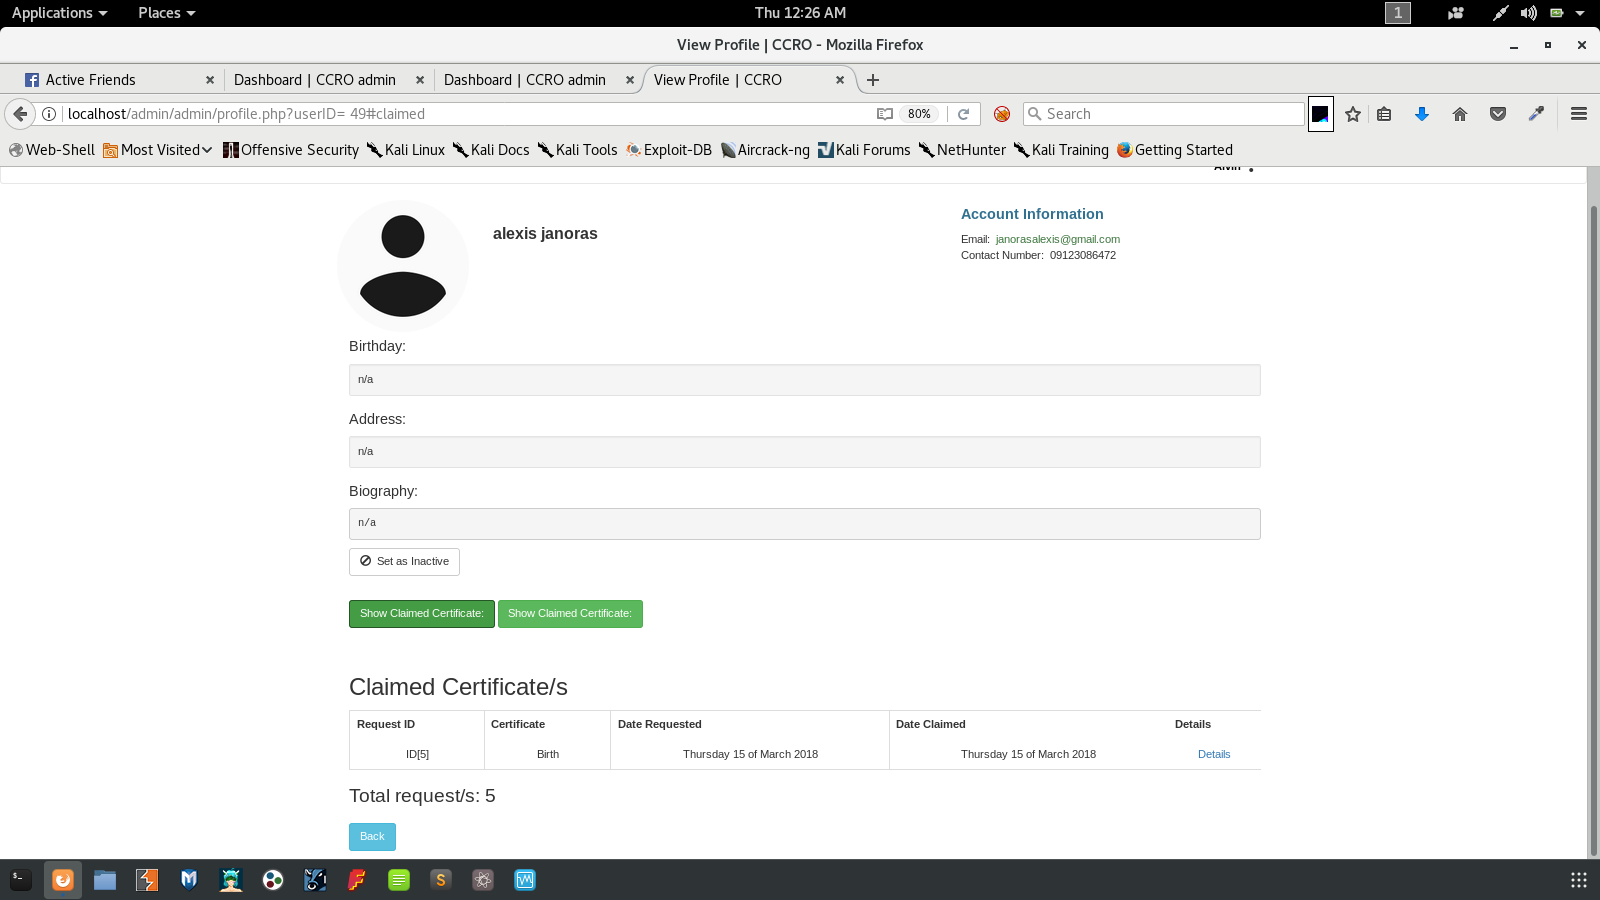 Applications Places Thu 12:26 AM 1
View Profile | CCRO - Mozilla Firefox
Active Friends Dashboard | CCRO admin Dashboard | CCRO admin View Profile | CCRO
localhost/admin/admin/profile.php?userID= 49#claimed 80% Search
Web-Shell Most Visited Offensive Security Kali Linux Kali Docs Kali Tools Exploit-DB Aircrack-ng Kali Forums NetHunter Kali Training Getting Started
Alvin
alexis janoras
Account Information
Email: janorasalexis@gmail.com
Contact Number: 09123086472
Birthday:
n/a
Address:
n/a
Biography:
n/a
Set as Inactive
Show Claimed Certificate: Show Claimed Certificate:
Claimed Certificate/s
Request ID Certificate Date Requested Date Claimed Details
ID[5] Birth Thursday 15 of March 2018 Thursday 15 of March 2018 Details
Total request/s: 5
Back